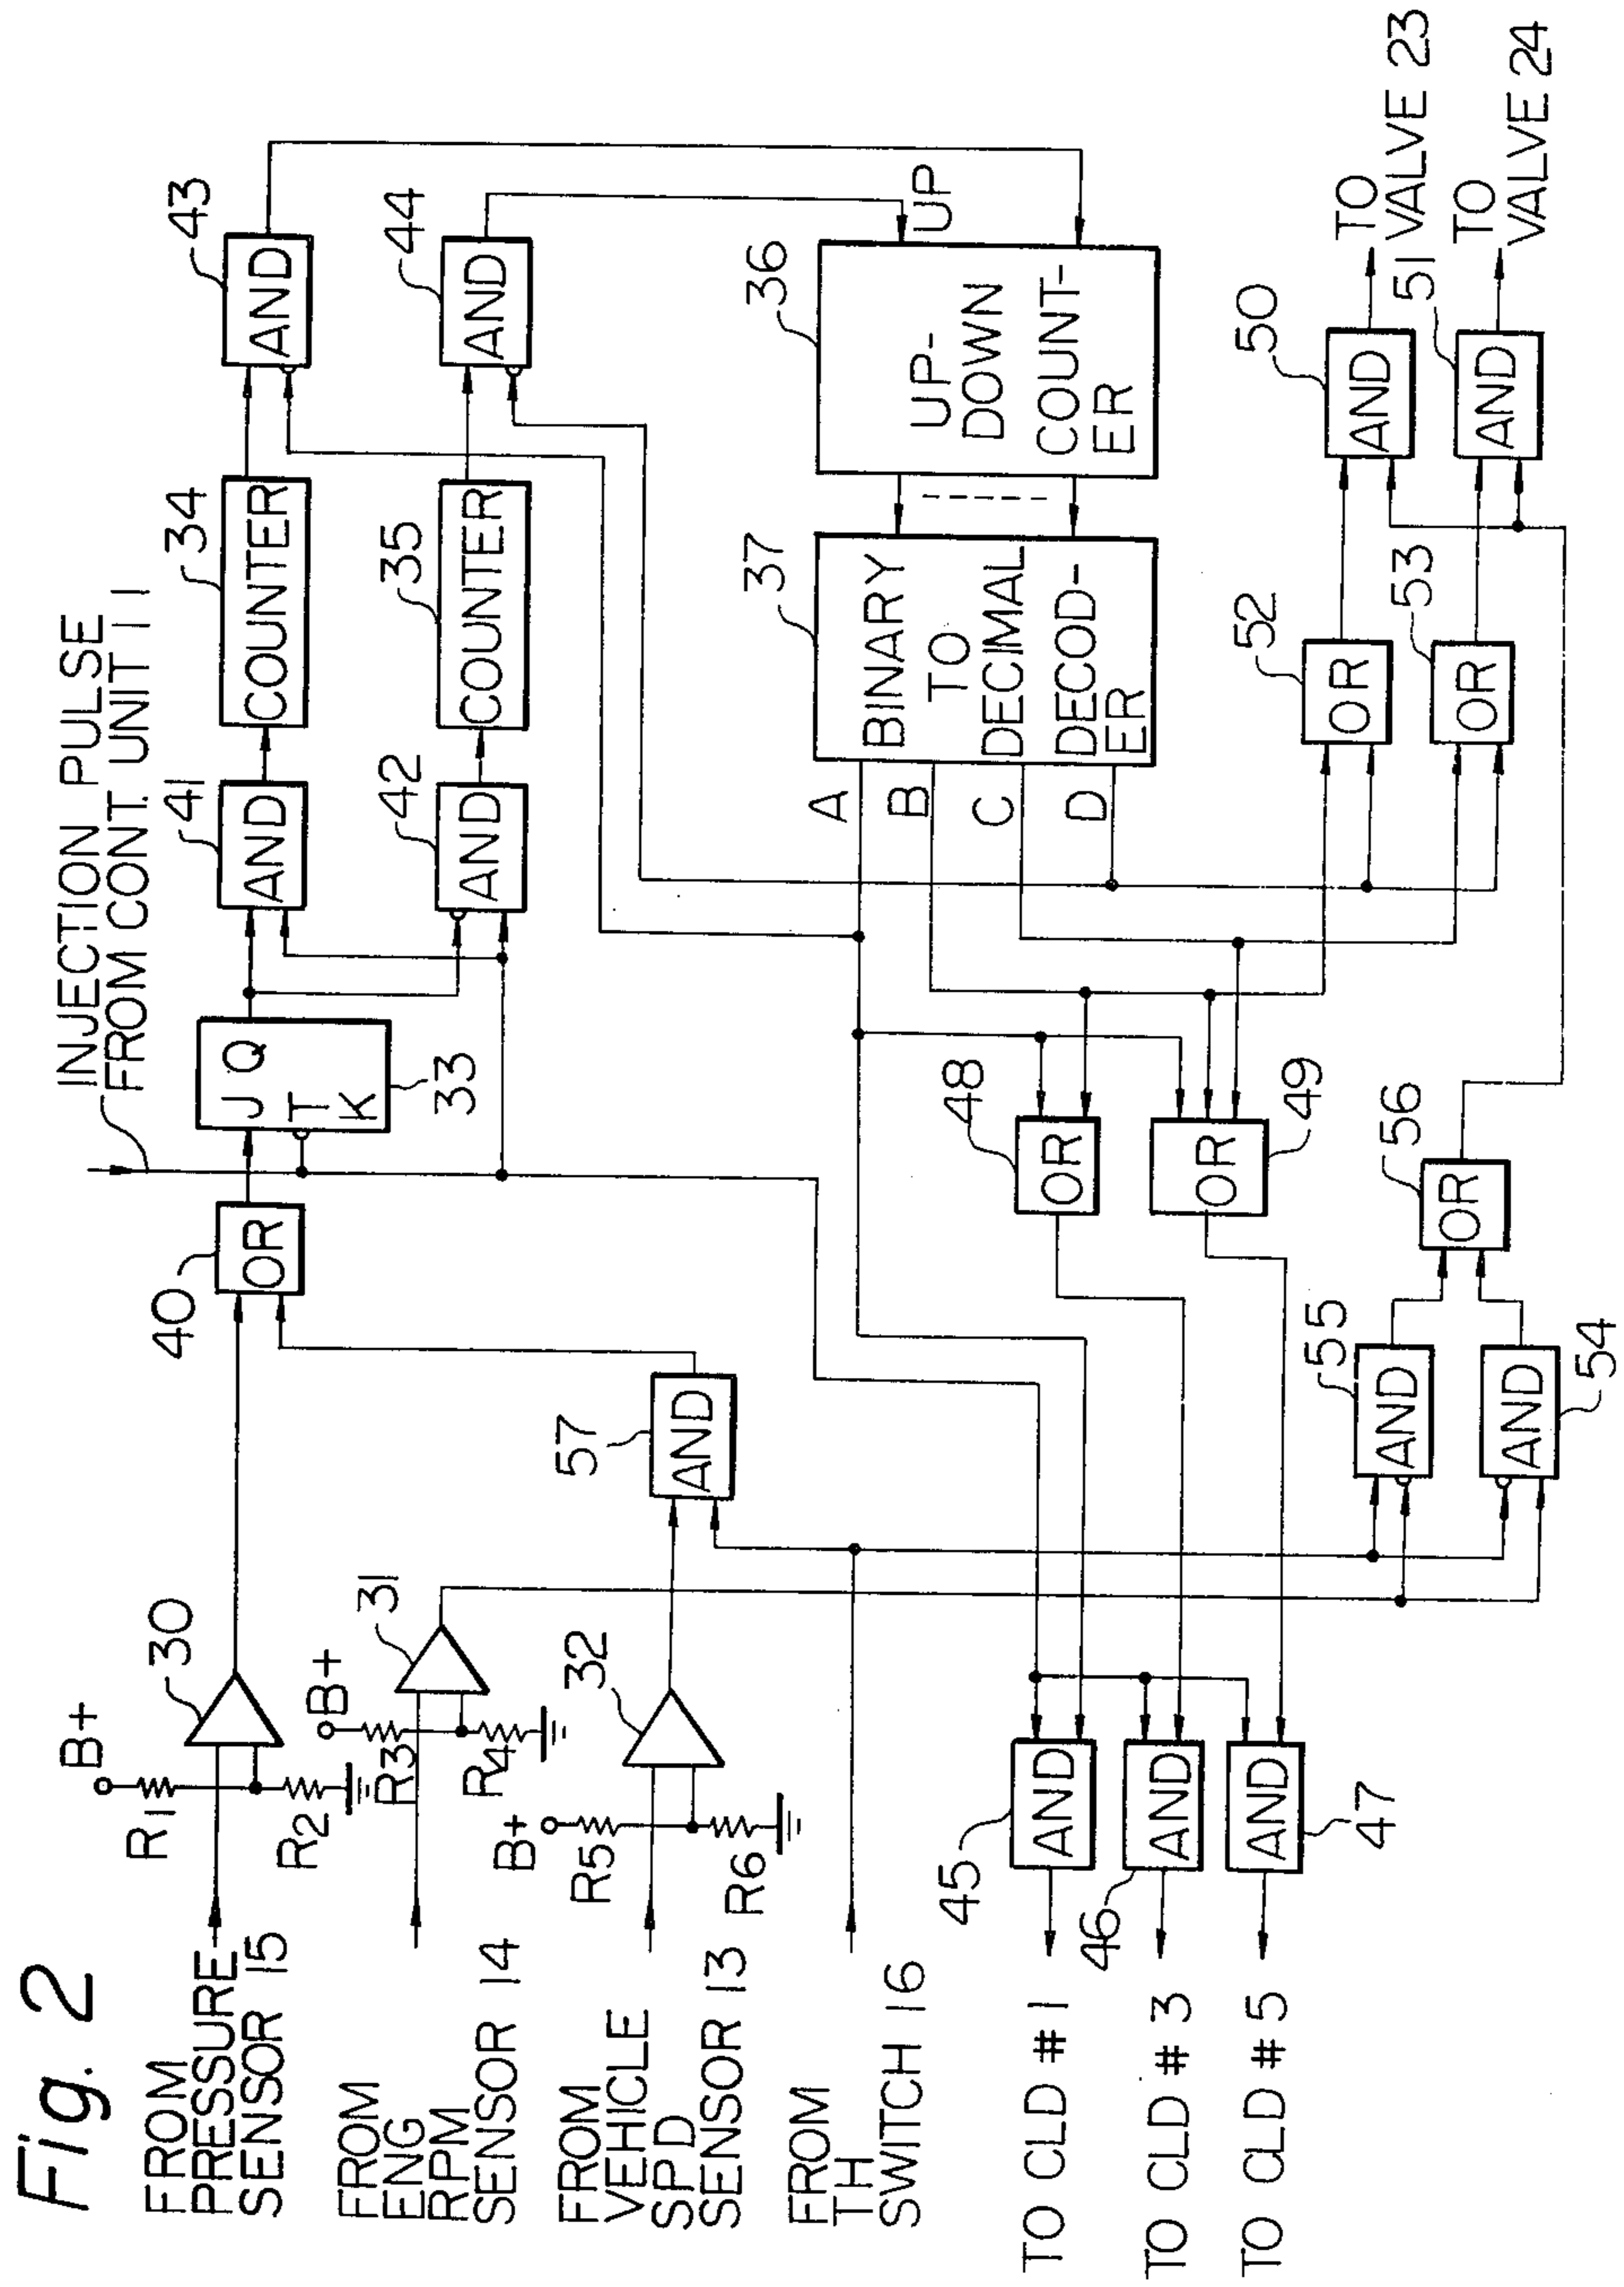 Fig. 2
FROM
PRESSURE
SENSOR 15
FROM
ENG
RPM
SENSOR 14
FROM
VEHICLE
SPD
SENSOR 13
FROM
TH
SWITCH 16
TO CLD #1
TO CLD #3
TO CLD #5
B+
R1
R2
30
B+
R3
R4
31
B+
R5
R6
32
AND
57
OR
40
INJECTION PULSE
FROM CONT. UNIT 11
J Q
T
K
33
AND
41
AND
42
COUNTER
34
COUNTER
35
AND
43
AND
44
UP
UP-
DOWN
COUNT-
ER
36
BINARY
TO
DECIMAL
DECOD-
ER
37
A
B
C
D
OR
48
OR
49
AND
45
AND
46
AND
47
AND
55
AND
54
OR
56
OR
52
OR
53
AND
50
AND
51
TO
VALVE 23
TO
VALVE 24